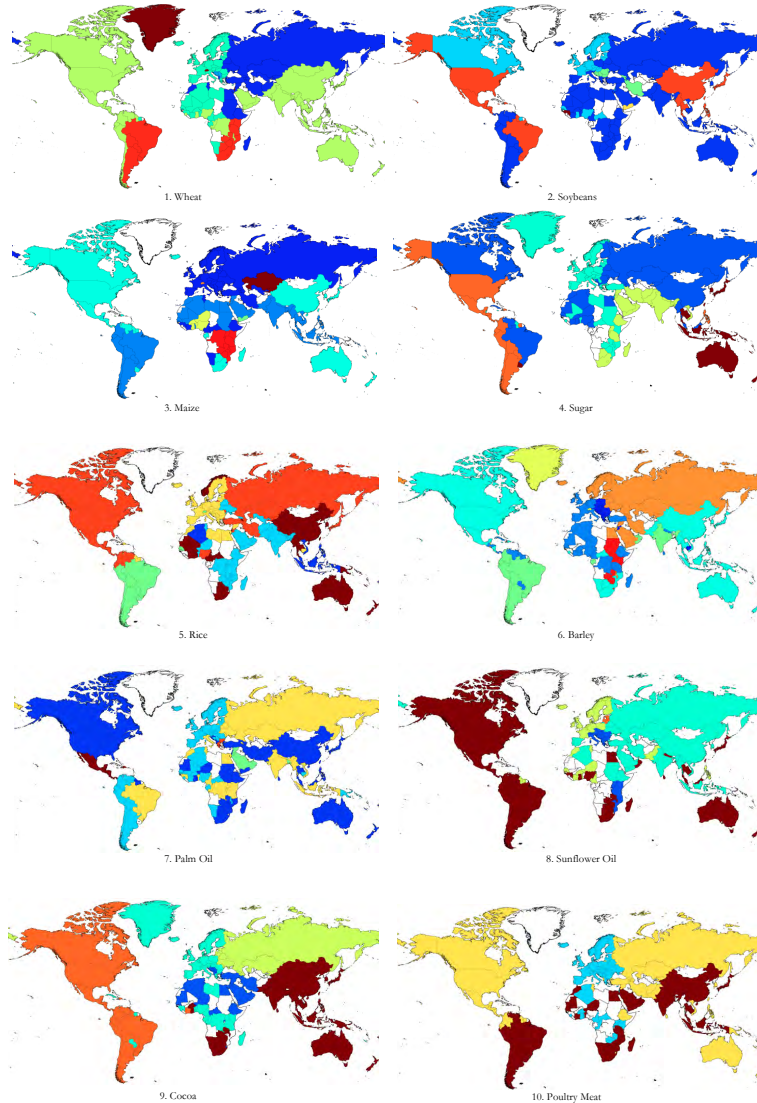 1. Wheat
2. Soybeans
3. Maize
4. Sugar
5. Rice
6. Barley
7. Palm Oil
8. Sunflower Oil
9. Cocoa
10. Poultry Meat